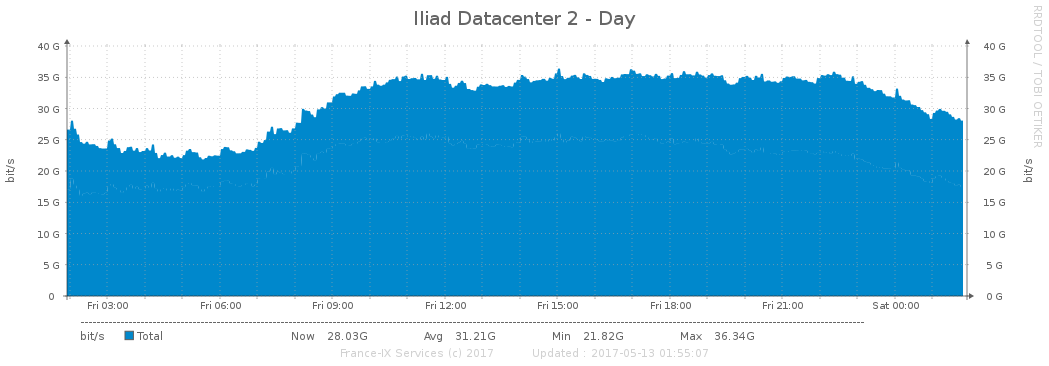 Iliad Datacenter 2 - Day
RRDTOOL / TOBI OETIKER
bit/s
40 G 40 G
35 G 35 G
30 G 30 G
25 G 25 G
20 G 20 G
15 G 15 G
10 G 10 G
5 G 5 G
0 0 G
bit/s
Fri 03:00 Fri 06:00 Fri 09:00 Fri 12:00 Fri 15:00 Fri 18:00 Fri 21:00 Sat 00:00
bit/s Total Now 28.03G Avg 31.21G Min 21.82G Max 36.34G
France-IX Services (c) 2017 Updated : 2017-05-13 01:55:07